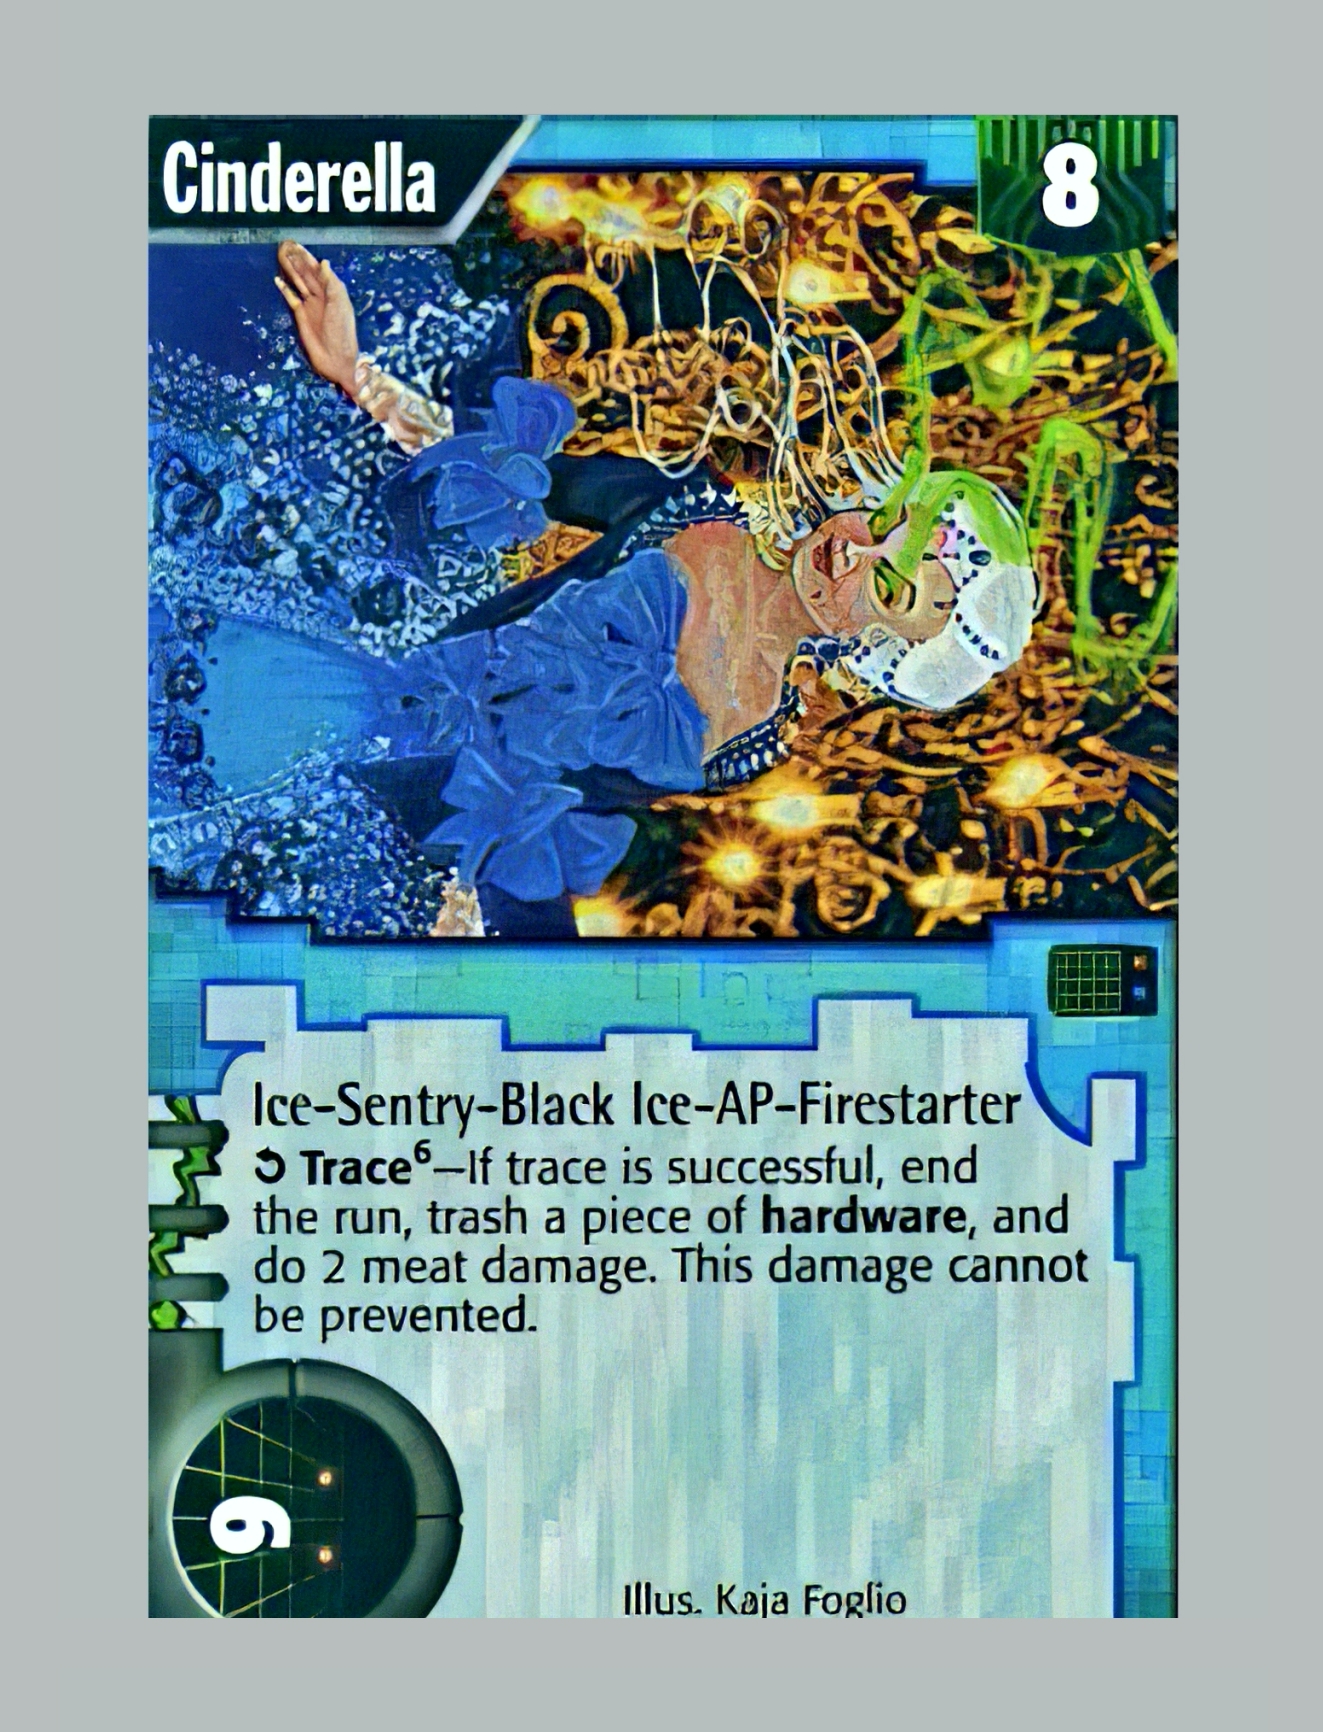 Cinderella
8
Ice-Sentry-Black Ice-AP-Firestarter
⮌ Trace⁶—If trace is successful, end
the run, trash a piece of hardware, and
do 2 meat damage. This damage cannot
be prevented.
6
Illus. Kaja Foglio